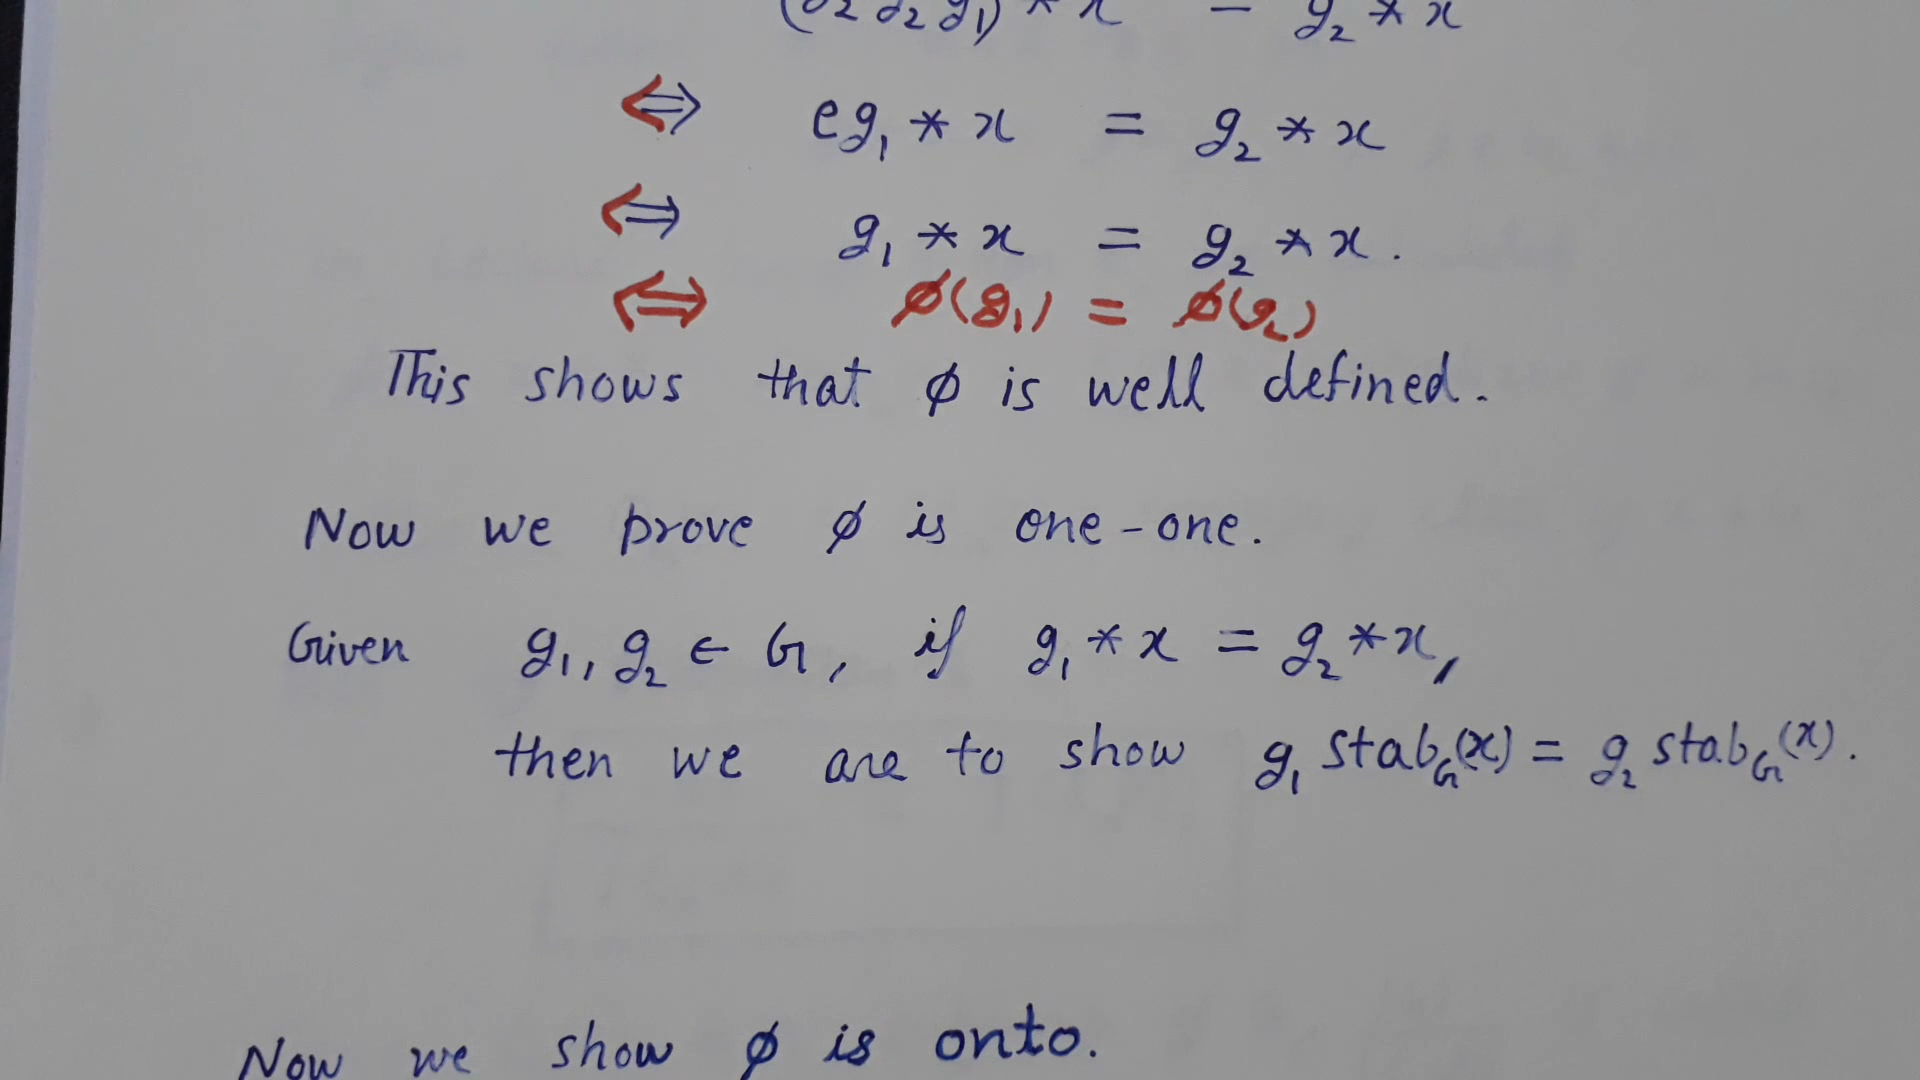 g₂ * x
⇔ eg₁ * x = g₂ * x
⇔ g₁ * x = g₂ * x.
⇔ ϕ(g₁) = ϕ(g₂)
This shows that ϕ is well defined.
Now we prove ϕ is one-one.
Given g₁, g₂ ∈ G, if g₁ * x = g₂ * x,
then we are to show g₁ stab_G(x) = g₂ stab_G(x).
Now we show ϕ is onto.